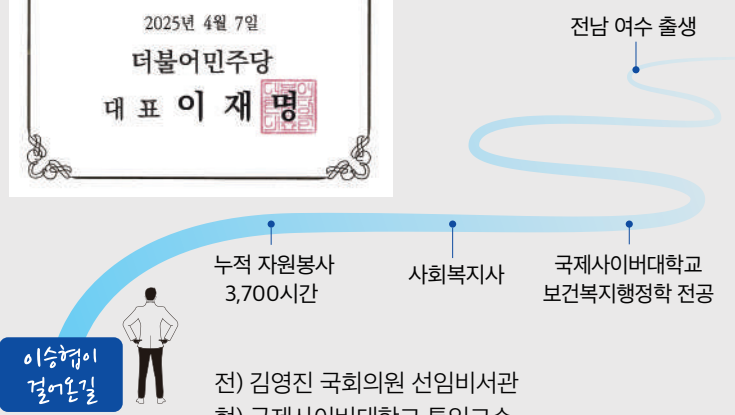 2025년 4월 7일
더불어민주당
대 표 이 재 명
전남 여수 출생
누적 자원봉사
3,700시간
사회복지사
국제사이버대학교
보건복지행정학 전공
이승협이
걸어온길
전) 김영진 국회의원 선임비서관